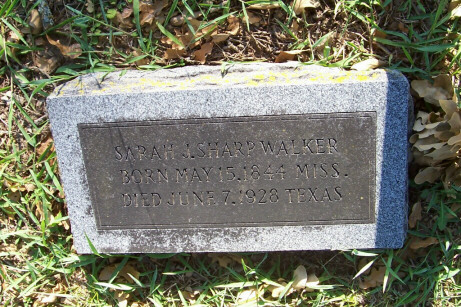 SARAH J. SHARP WALKER
BORN MAY 15, 1844 MISS.
DIED JUNE 7, 1928 TEXAS